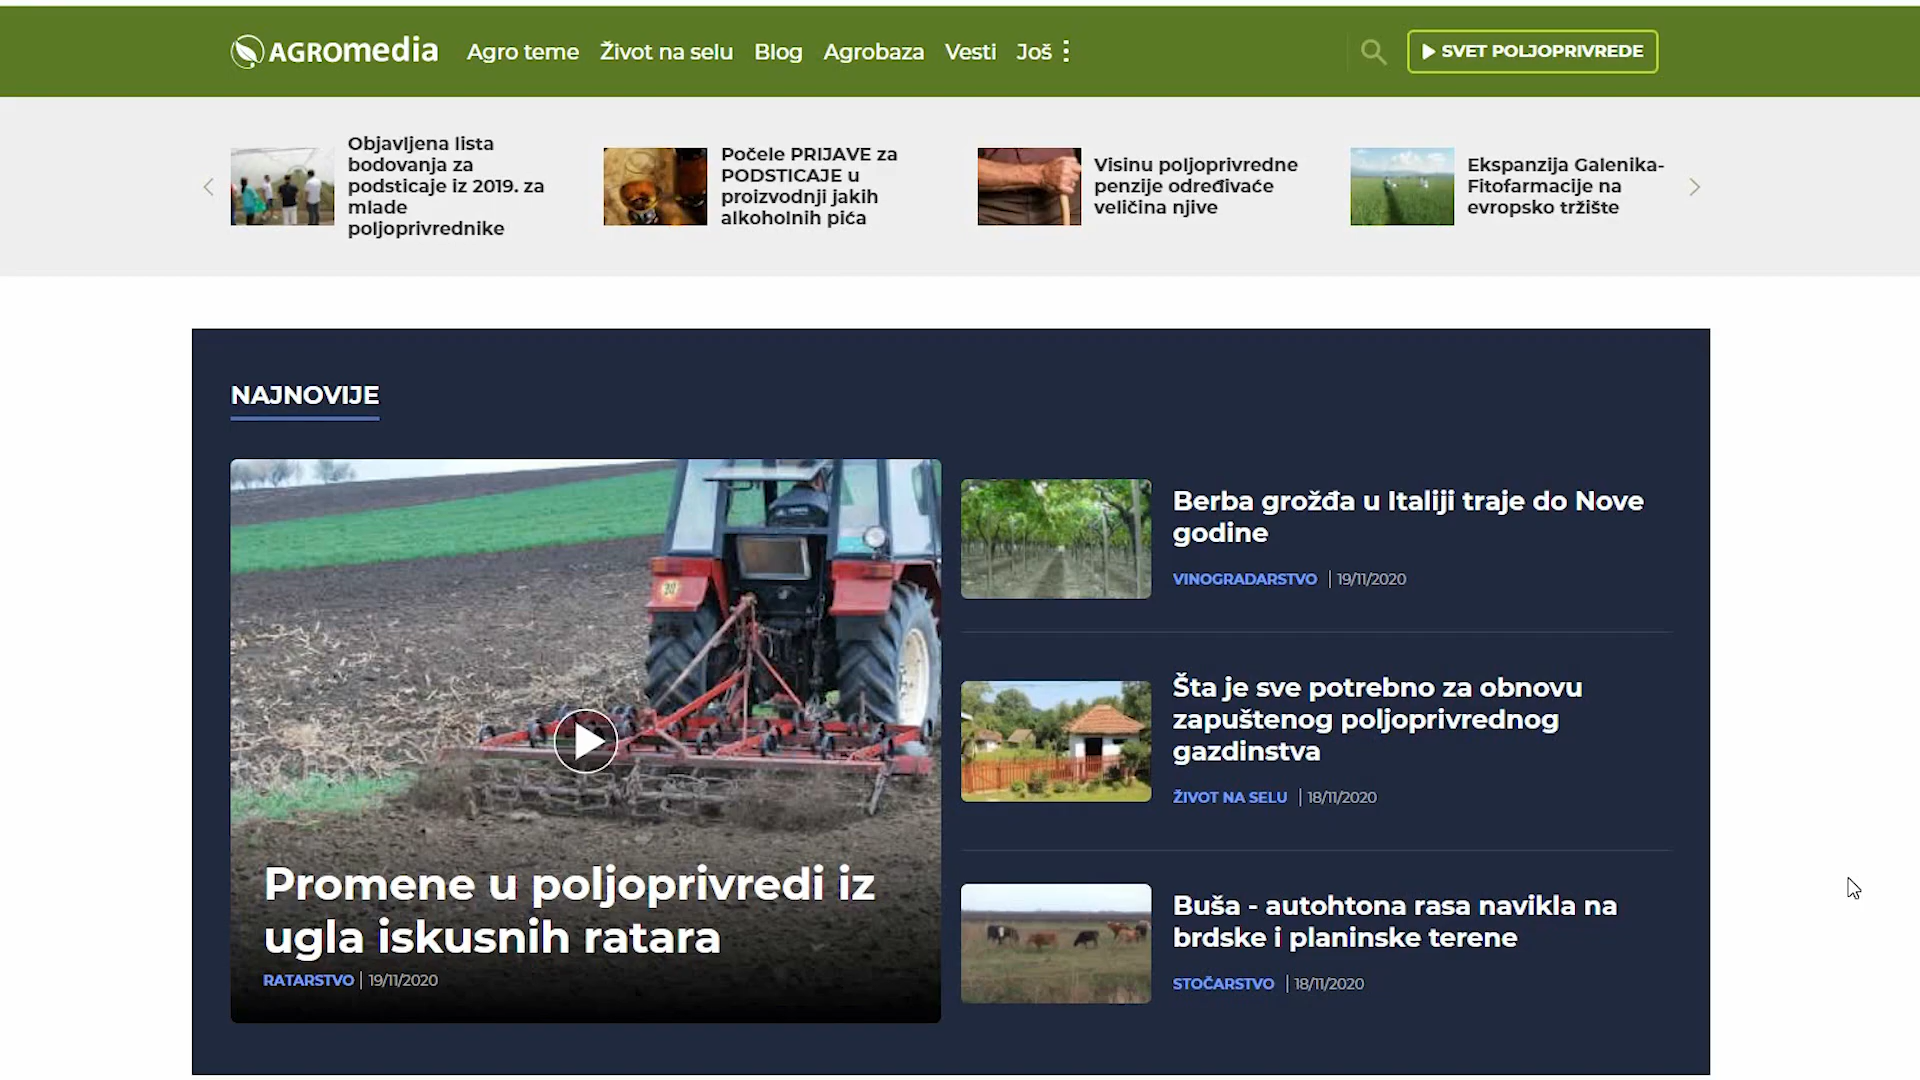 AGROmedia Agro teme Život na selu Blog Agrobaza Vesti Još SVET POLJOPRIVREDE
Objavljena lista
bodovanja za
podsticaje iz 2019. za
mlade
poljoprivrednike
Počele PRIJAVE za
PODSTICAJE u
proizvodnji jakih
alkoholnih pića
Visinu poljoprivredne
penzije određivaće
veličina njive
Ekspanzija Galenika-
Fitofarmacije na
evropsko tržište
NAJNOVIJE
Promene u poljoprivredi iz
ugla iskusnih ratara
RATARSTVO | 19/11/2020
Berba grožđa u Italiji traje do Nove
godine
VINOGRADARSTVO | 19/11/2020
Šta je sve potrebno za obnovu
zapuštenog poljoprivrednog
gazdinstva
ŽIVOT NA SELU | 18/11/2020
Buša - autohtona rasa navikla na
brdske i planinske terene
STOČARSTVO | 18/11/2020